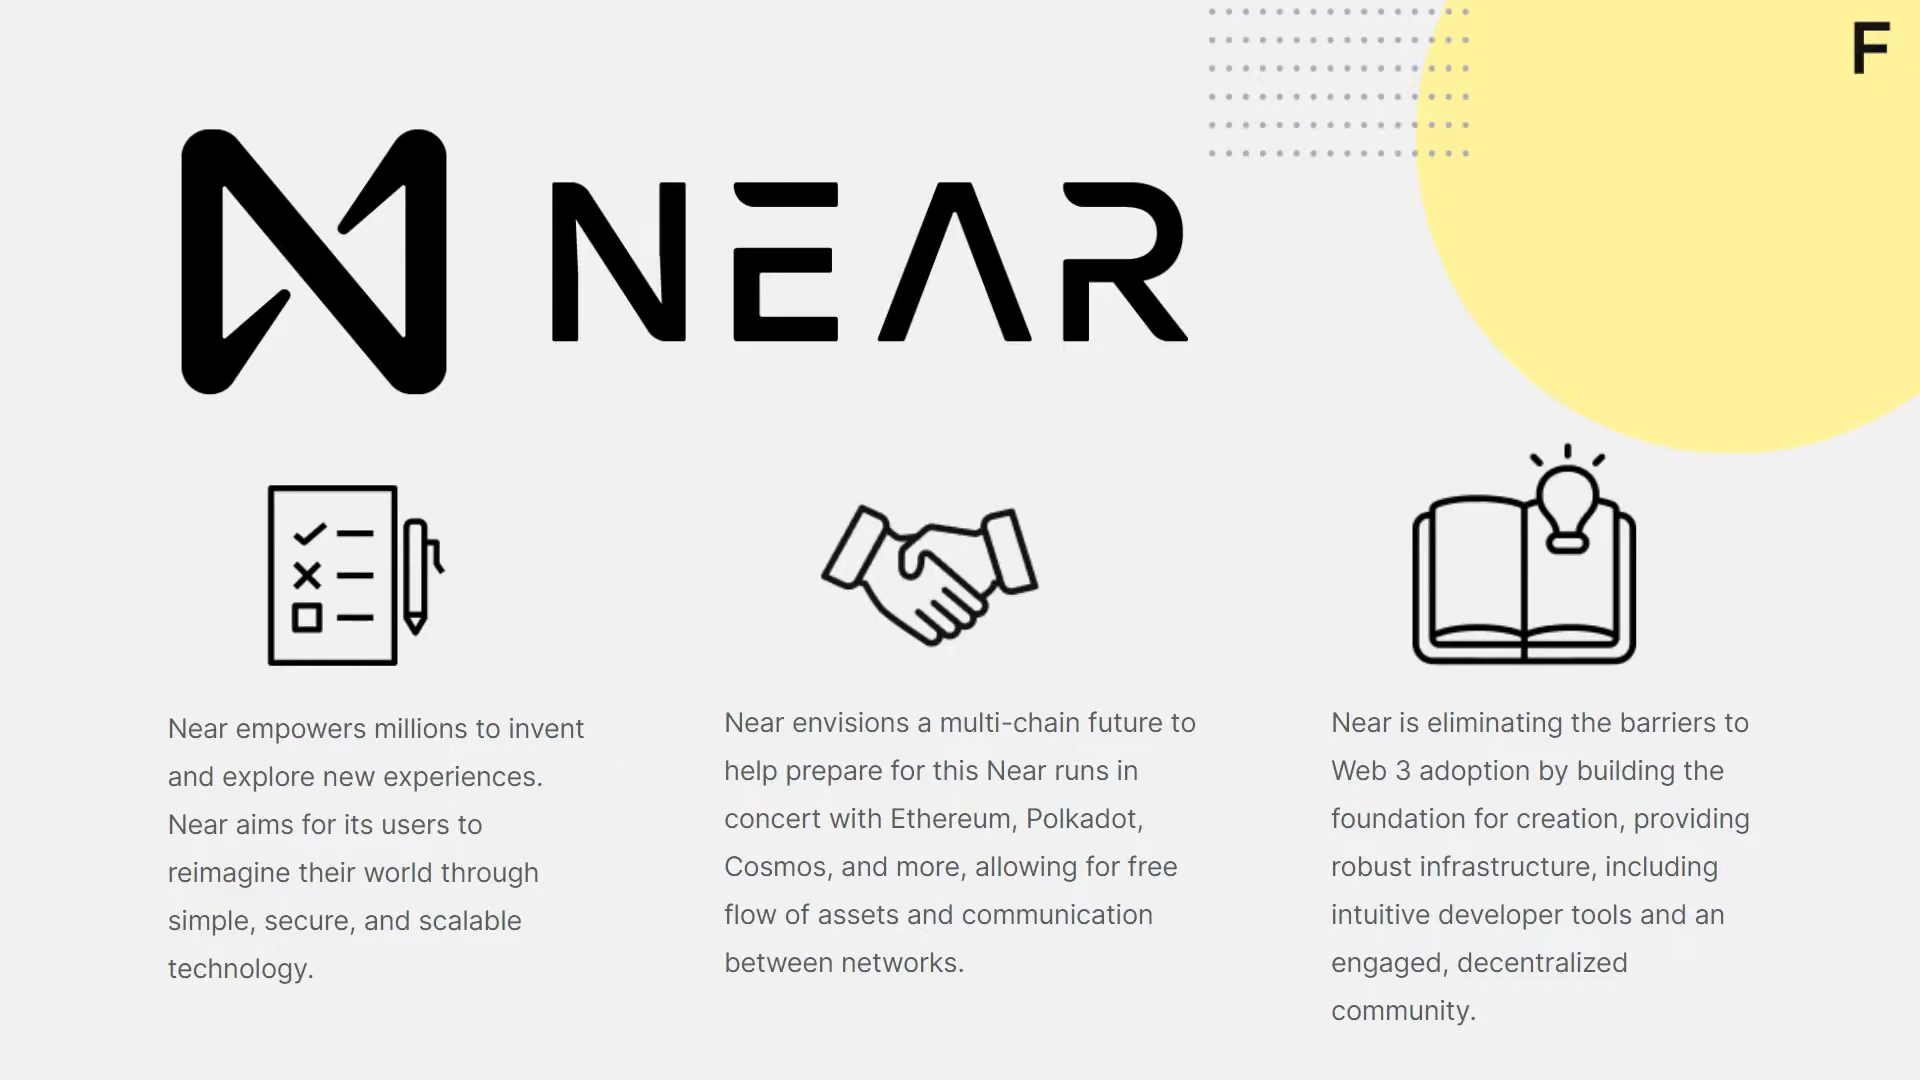 F
NEAR
Near empowers millions to invent
and explore new experiences.
Near aims for its users to
reimagine their world through
simple, secure, and scalable
technology.
Near envisions a multi-chain future to
help prepare for this Near runs in
concert with Ethereum, Polkadot,
Cosmos, and more, allowing for free
flow of assets and communication
between networks.
Near is eliminating the barriers to
Web 3 adoption by building the
foundation for creation, providing
robust infrastructure, including
intuitive developer tools and an
engaged, decentralized
community.